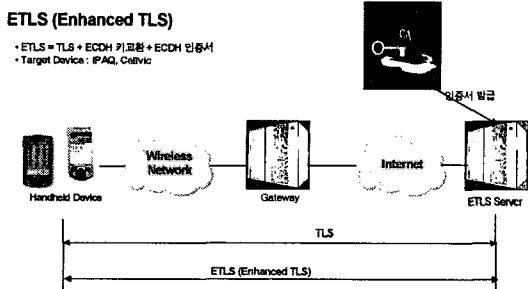 ETLS (Enhanced TLS)
• ETLS = TLS + ECDH 키교환 + ECDH 인증서
• Target Device : IPAQ, Cellvic
CA
인증서 발급
Wireless
Network
Internet
Handheld Device
Gateway
ETLS Server
TLS
ETLS (Enhanced TLS)